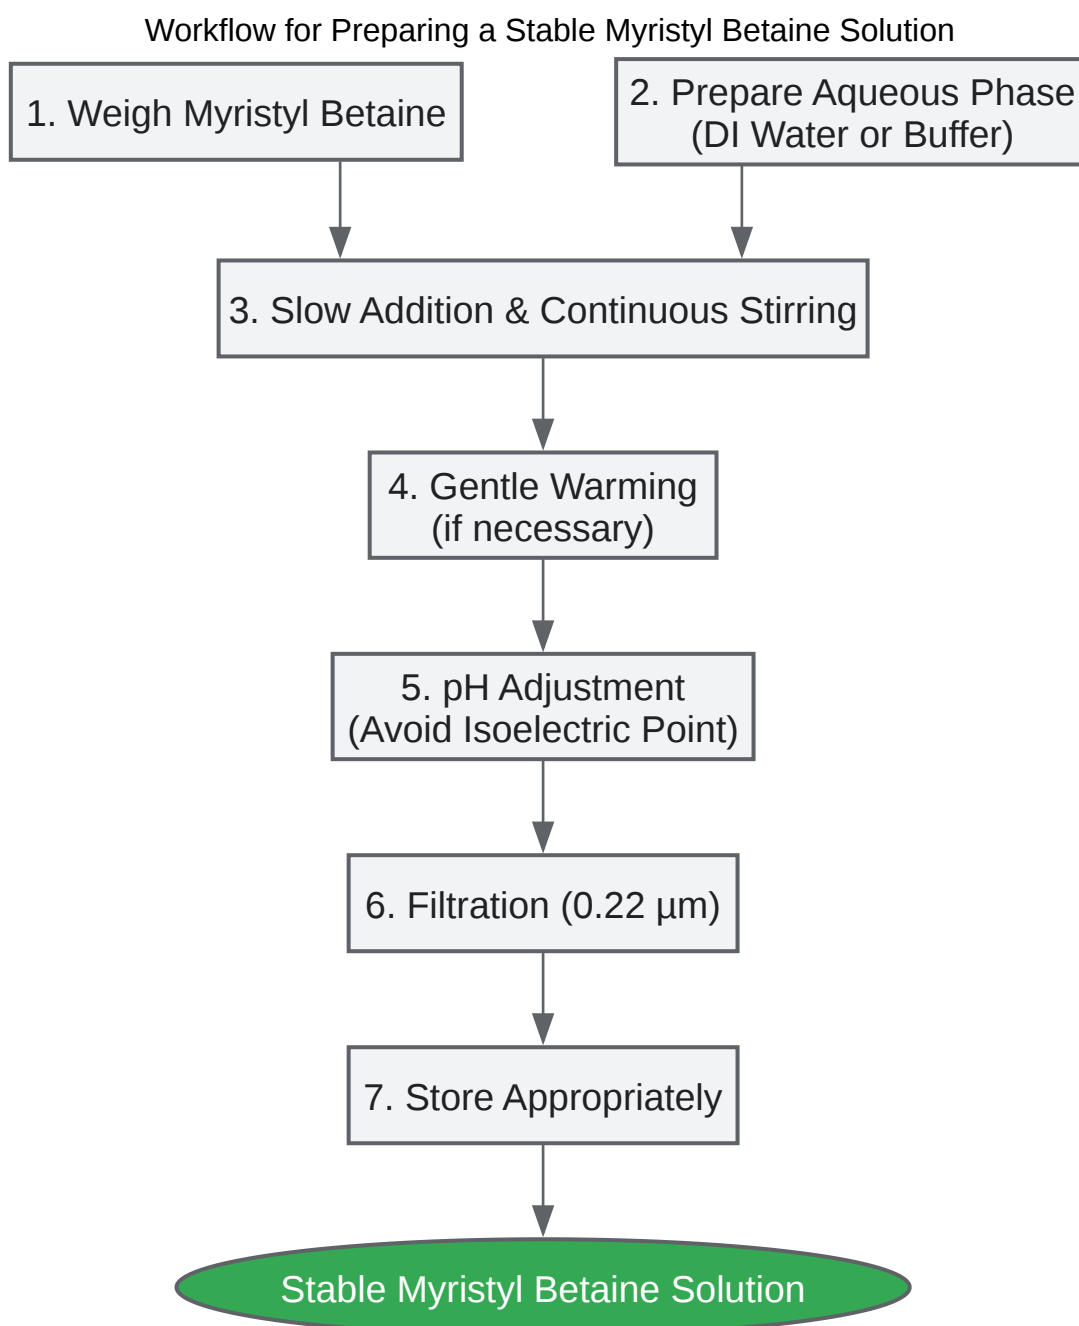 Workflow for Preparing a Stable Myristyl Betaine Solution
1. Weigh Myristyl Betaine
2. Prepare Aqueous Phase
(DI Water or Buffer)
3. Slow Addition & Continuous Stirring
4. Gentle Warming
(if necessary)
5. pH Adjustment
(Avoid Isoelectric Point)
6. Filtration (0.22 µm)
7. Store Appropriately
Stable Myristyl Betaine Solution